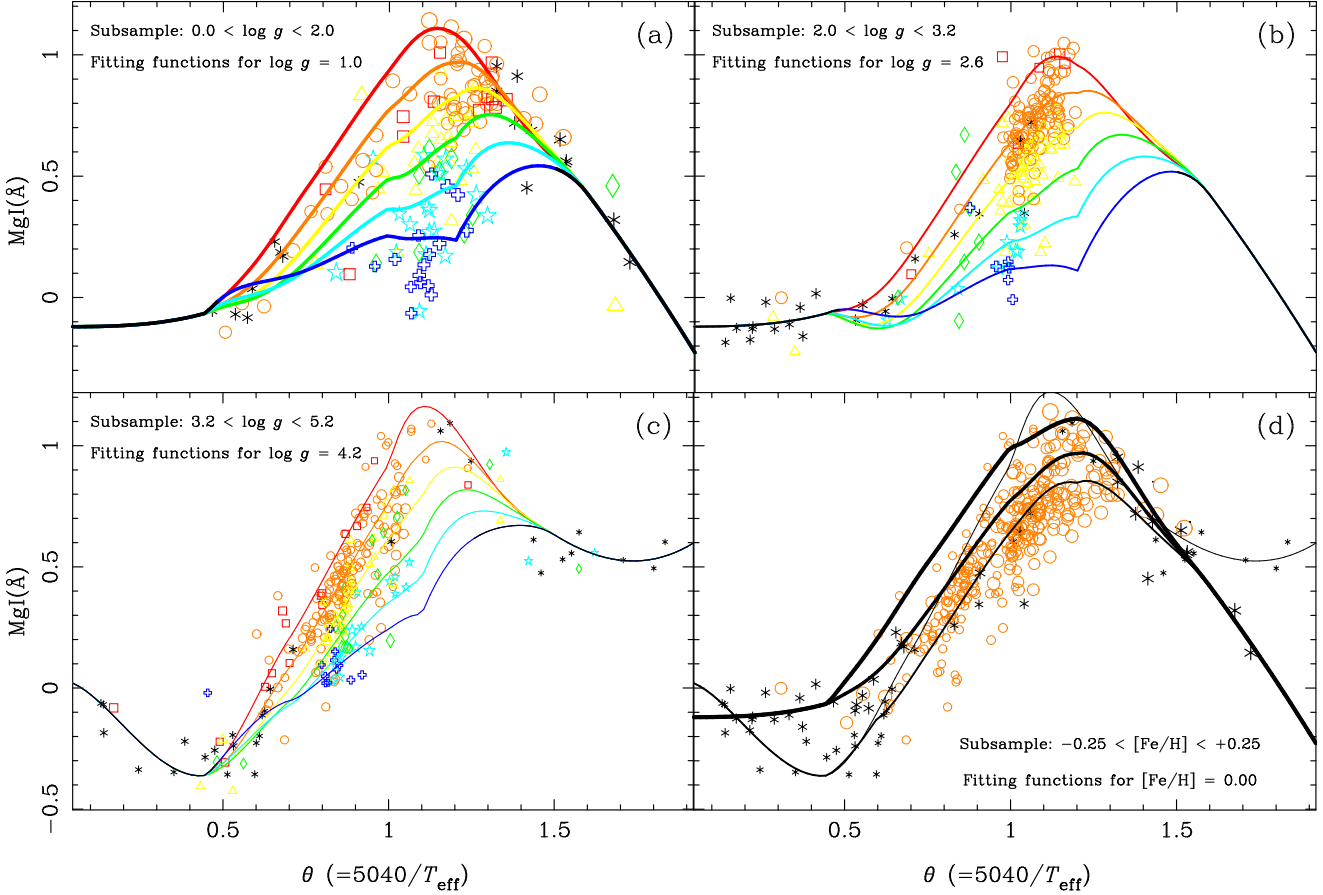 Subsample: 0.0 < log g < 2.0
Fitting functions for log g = 1.0
(a)
Subsample: 2.0 < log g < 3.2
Fitting functions for log g = 2.6
(b)
MgI(Å)
1
0.5
0
Subsample: 3.2 < log g < 5.2
Fitting functions for log g = 4.2
(c)
(d)
Subsample: −0.25 < [Fe/H] < +0.25
Fitting functions for [Fe/H] = 0.00
MgI(Å)
1
0.5
0
−0.5
0.5 1 1.5
0.5 1 1.5
θ (=5040/T_eff)
θ (=5040/T_eff)